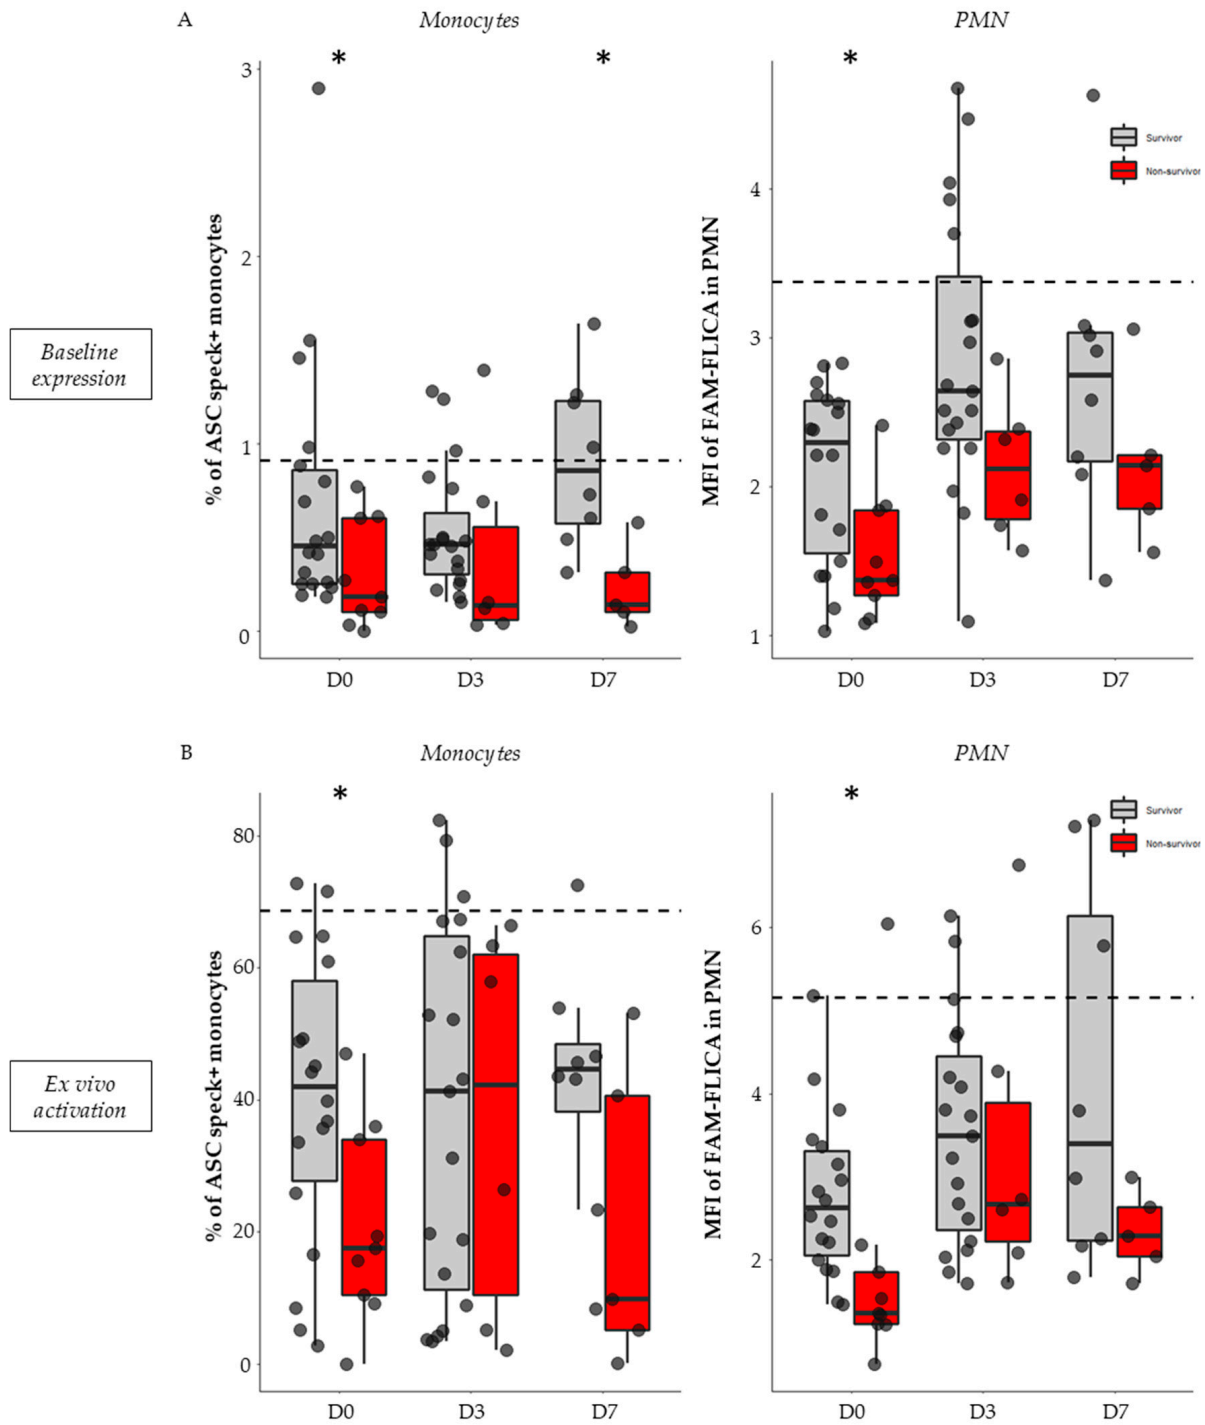 A
Monocytes
PMN
*
*
*
% of ASC speck+ monocytes
3
2
1
0
D0
D3
D7
MFI of FAM-FLICA in PMN
4
3
2
1
D0
D3
D7
Survivor
Non-survivor
Baseline
expression
B
Monocytes
PMN
*
*
% of ASC speck+ monocytes
80
60
40
20
0
D0
D3
D7
MFI of FAM-FLICA in PMN
6
4
2
D0
D3
D7
Survivor
Non-survivor
Ex vivo
activation